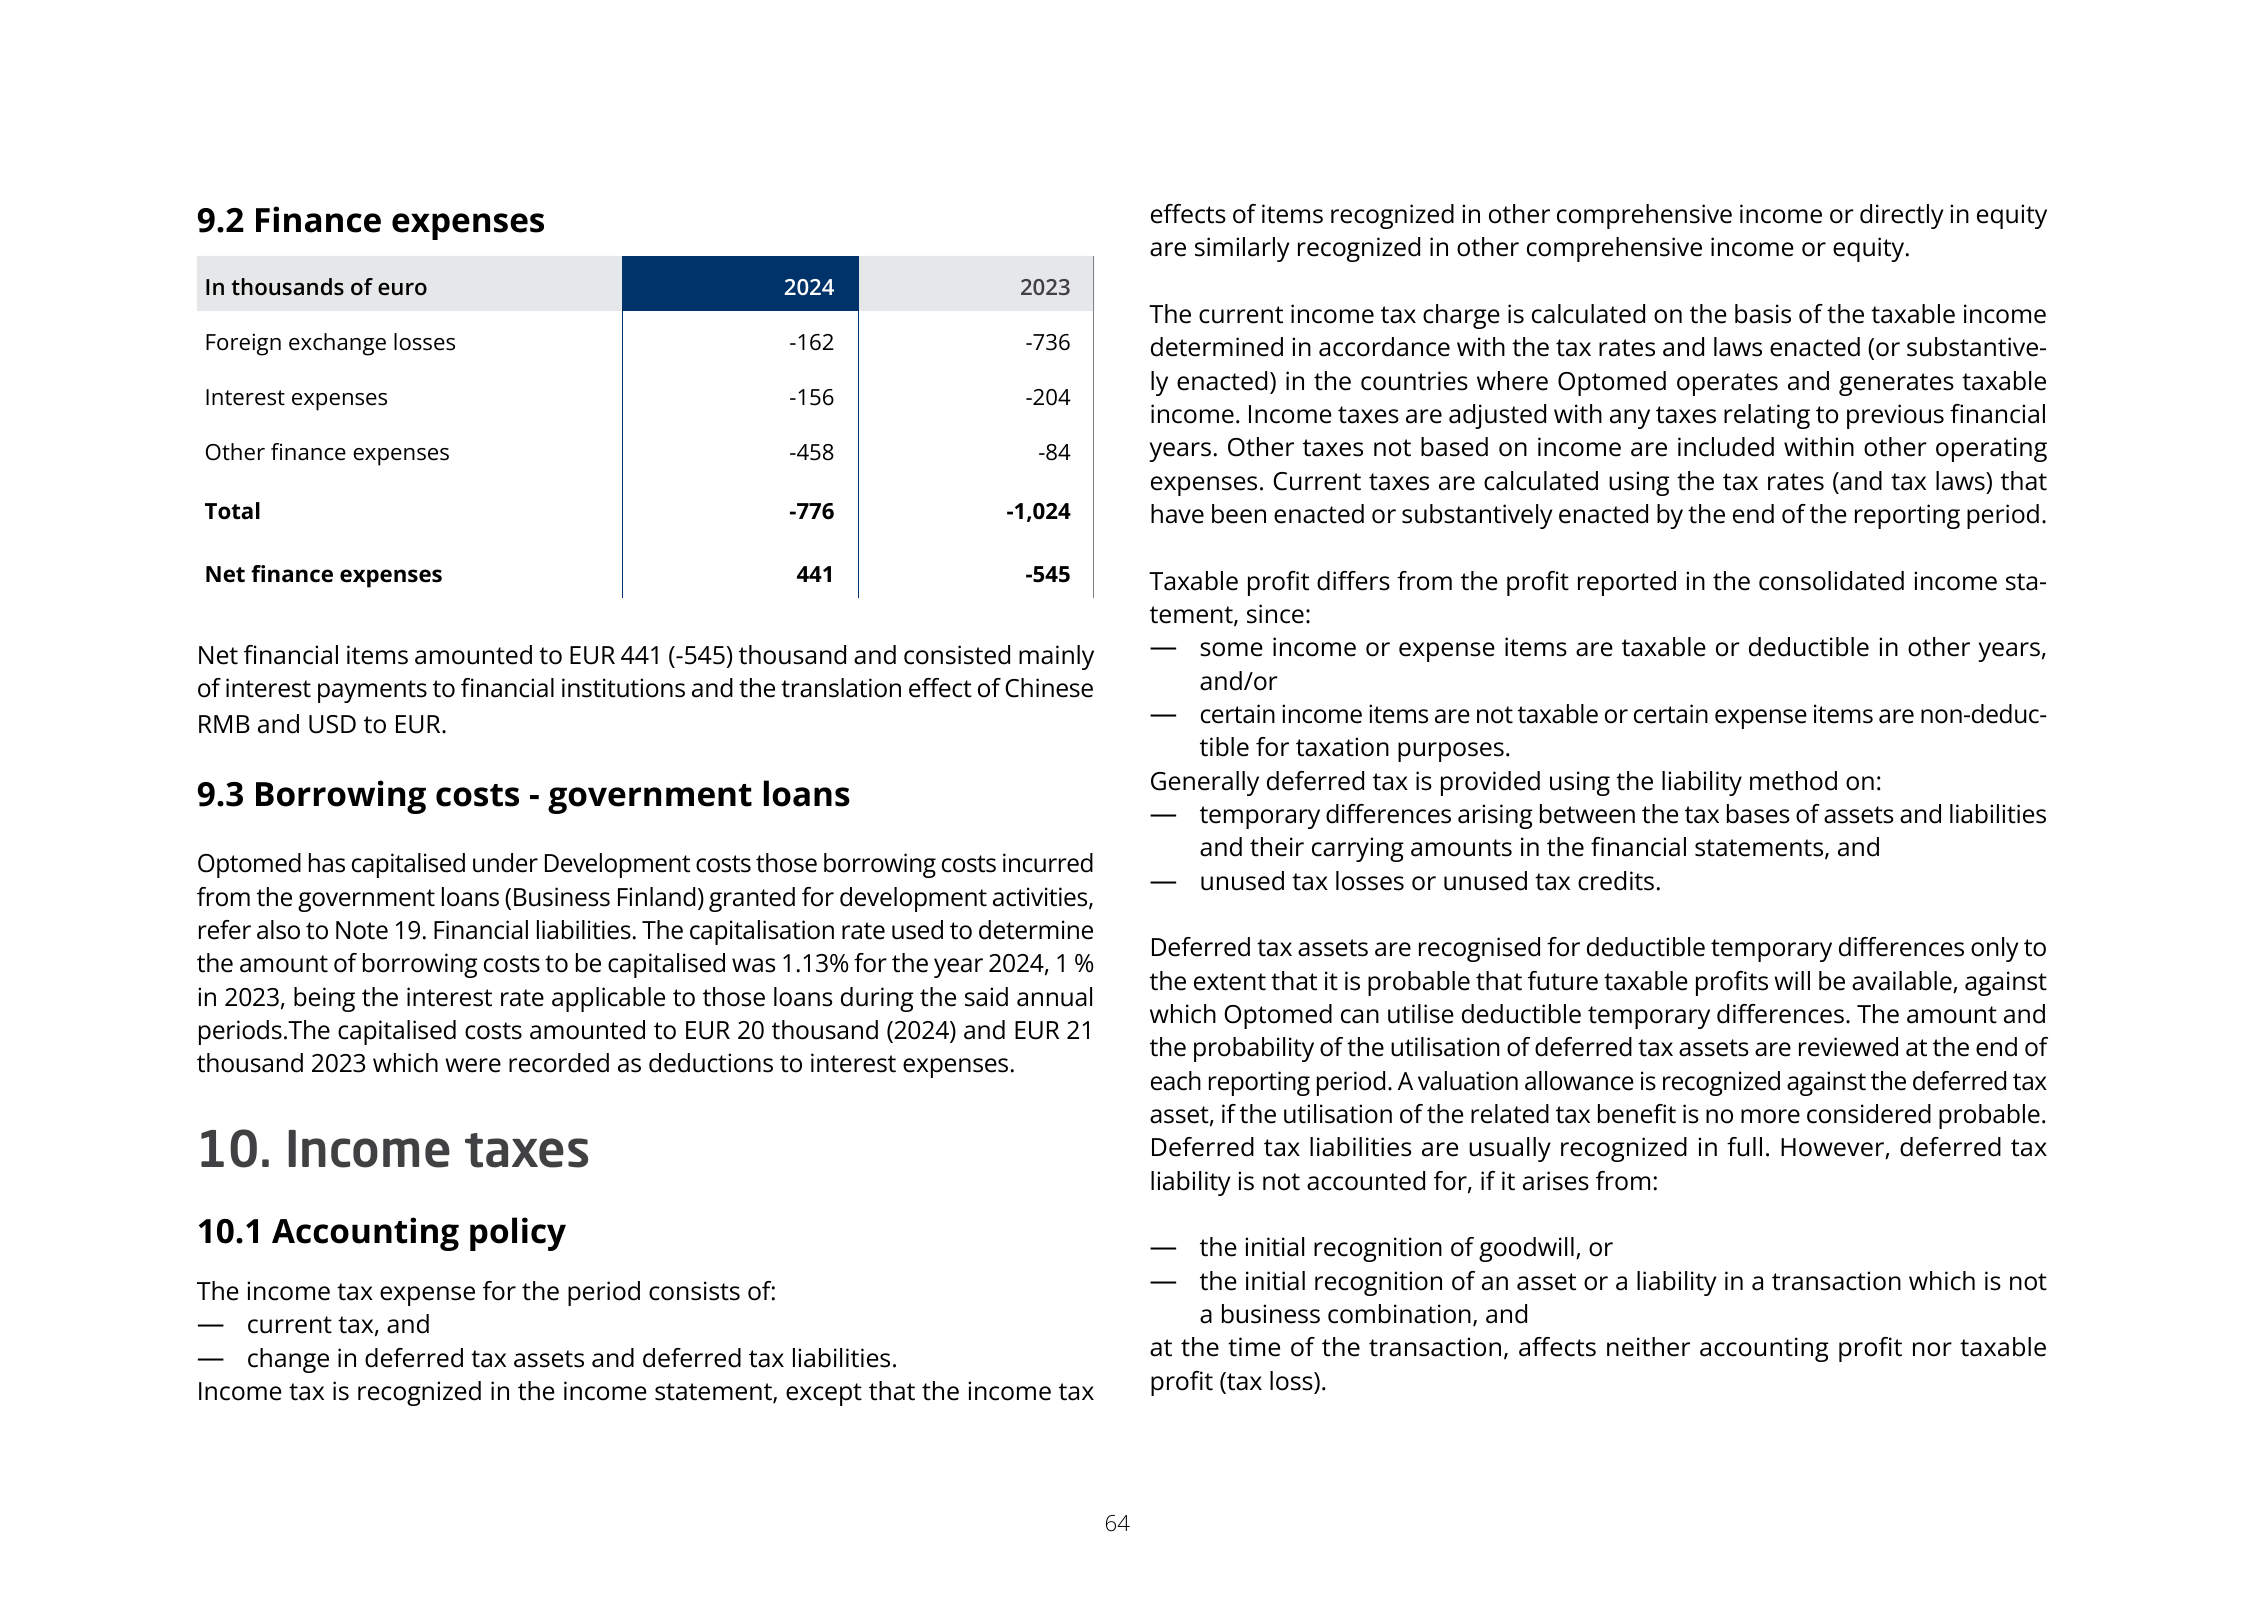 9.2 Finance expenses
In thousands of euro 2024 2023
Foreign exchange losses -162 -736
Interest expenses -156 -204
Other finance expenses -458 -84
Total -776 -1,024
Net finance expenses 441 -545
Net financial items amounted to EUR 441 (-545) thousand and consisted mainly
of interest payments to financial institutions and the translation effect of Chinese
RMB and USD to EUR.
9.3 Borrowing costs - government loans
Optomed has capitalised under Development costs those borrowing costs incurred
from the government loans (Business Finland) granted for development activities,
refer also to Note 19. Financial liabilities. The capitalisation rate used to determine
the amount of borrowing costs to be capitalised was 1.13% for the year 2024, 1 %
in 2023, being the interest rate applicable to those loans during the said annual
periods.The capitalised costs amounted to EUR 20 thousand (2024) and EUR 21
thousand 2023 which were recorded as deductions to interest expenses.
10. Income taxes
10.1 Accounting policy
The income tax expense for the period consists of:
— current tax, and
— change in deferred tax assets and deferred tax liabilities.
Income tax is recognized in the income statement, except that the income tax
effects of items recognized in other comprehensive income or directly in equity
are similarly recognized in other comprehensive income or equity.
The current income tax charge is calculated on the basis of the taxable income
determined in accordance with the tax rates and laws enacted (or substantive-
ly enacted) in the countries where Optomed operates and generates taxable
income. Income taxes are adjusted with any taxes relating to previous financial
years. Other taxes not based on income are included within other operating
expenses. Current taxes are calculated using the tax rates (and tax laws) that
have been enacted or substantively enacted by the end of the reporting period.
Taxable profit differs from the profit reported in the consolidated income sta-
tement, since:
— some income or expense items are taxable or deductible in other years,
and/or
— certain income items are not taxable or certain expense items are non-deduc-
tible for taxation purposes.
Generally deferred tax is provided using the liability method on:
— temporary differences arising between the tax bases of assets and liabilities
and their carrying amounts in the financial statements, and
— unused tax losses or unused tax credits.
Deferred tax assets are recognised for deductible temporary differences only to
the extent that it is probable that future taxable profits will be available, against
which Optomed can utilise deductible temporary differences. The amount and
the probability of the utilisation of deferred tax assets are reviewed at the end of
each reporting period. A valuation allowance is recognized against the deferred tax
asset, if the utilisation of the related tax benefit is no more considered probable.
Deferred tax liabilities are usually recognized in full. However, deferred tax
liability is not accounted for, if it arises from:
— the initial recognition of goodwill, or
— the initial recognition of an asset or a liability in a transaction which is not
a business combination, and
at the time of the transaction, affects neither accounting profit nor taxable
profit (tax loss).
64